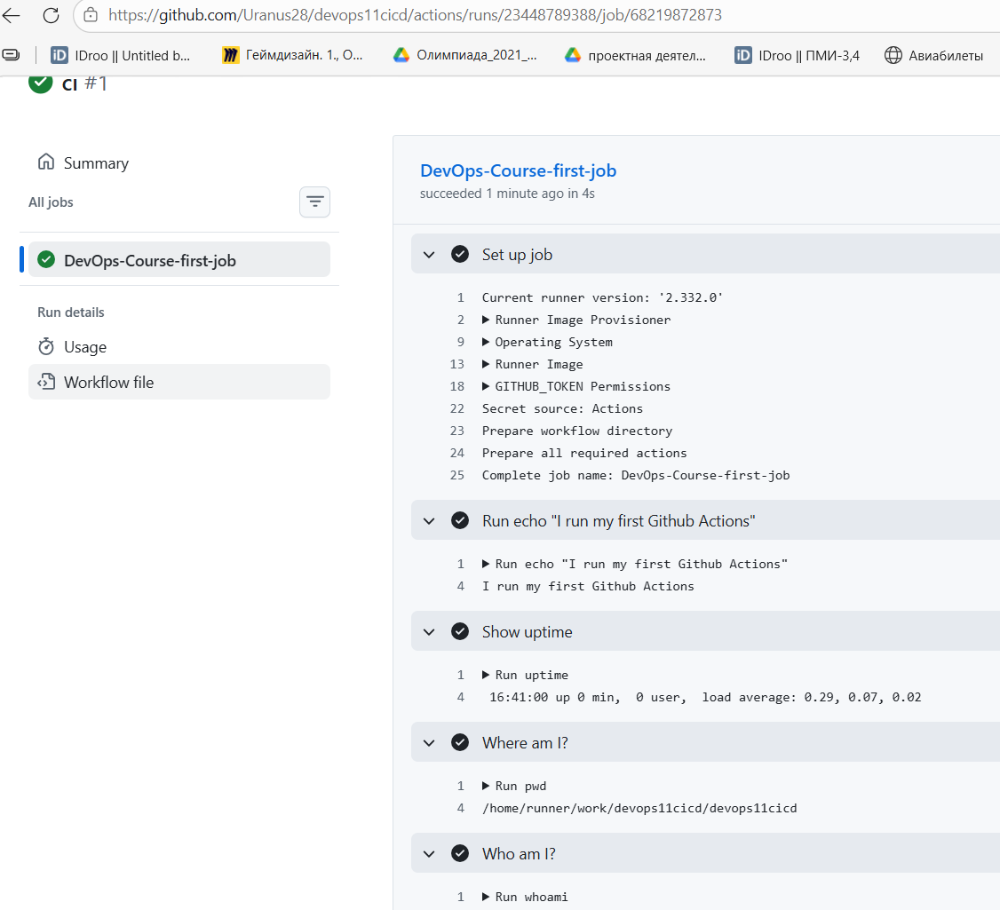 https://github.com/Uranus28/devops11cicd/actions/runs/23448789388/job/68219872873
IDroo || Untitled b...
Геймдизайн. 1., О...
Олимпиада_2021_...
проектная деятел...
IDroo || ПМИ-3,4
Авиабилеты
ci #1
Summary
All jobs
DevOps-Course-first-job
Run details
Usage
Workflow file
DevOps-Course-first-job
succeeded 1 minute ago in 4s
Set up job
1 Current runner version: '2.332.0'
2 Runner Image Provisioner
9 Operating System
13 Runner Image
18 GITHUB_TOKEN Permissions
22 Secret source: Actions
23 Prepare workflow directory
24 Prepare all required actions
25 Complete job name: DevOps-Course-first-job
Run echo "I run my first Github Actions"
1 Run echo "I run my first Github Actions"
4 I run my first Github Actions
Show uptime
1 Run uptime
4 16:41:00 up 0 min, 0 user, load average: 0.29, 0.07, 0.02
Where am I?
1 Run pwd
4 /home/runner/work/devops11cicd/devops11cicd
Who am I?
1 Run whoami